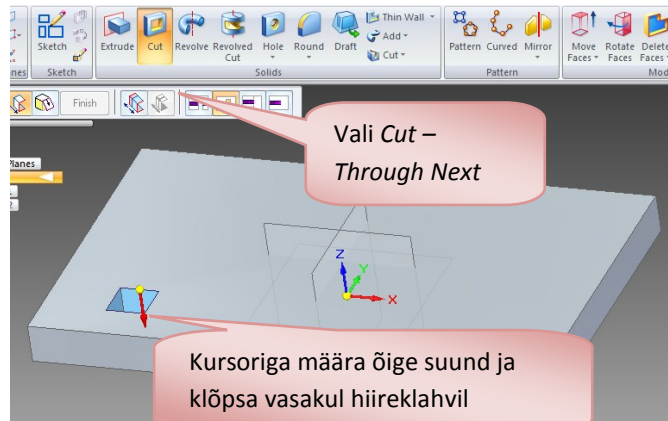 Sketch
Extrude Cut Revolve Revolved Cut Hole Round Draft
Thin Wall
Add
Cut
Pattern Curved Mirror
Move Faces Rotate Faces Delete Faces
Sketch
Solids
Pattern
Finish
Planes
Vali Cut –
Through Next
Z
Y
X
Kursoriga määra õige suund ja
klõpsa vasakul hiireklahvil